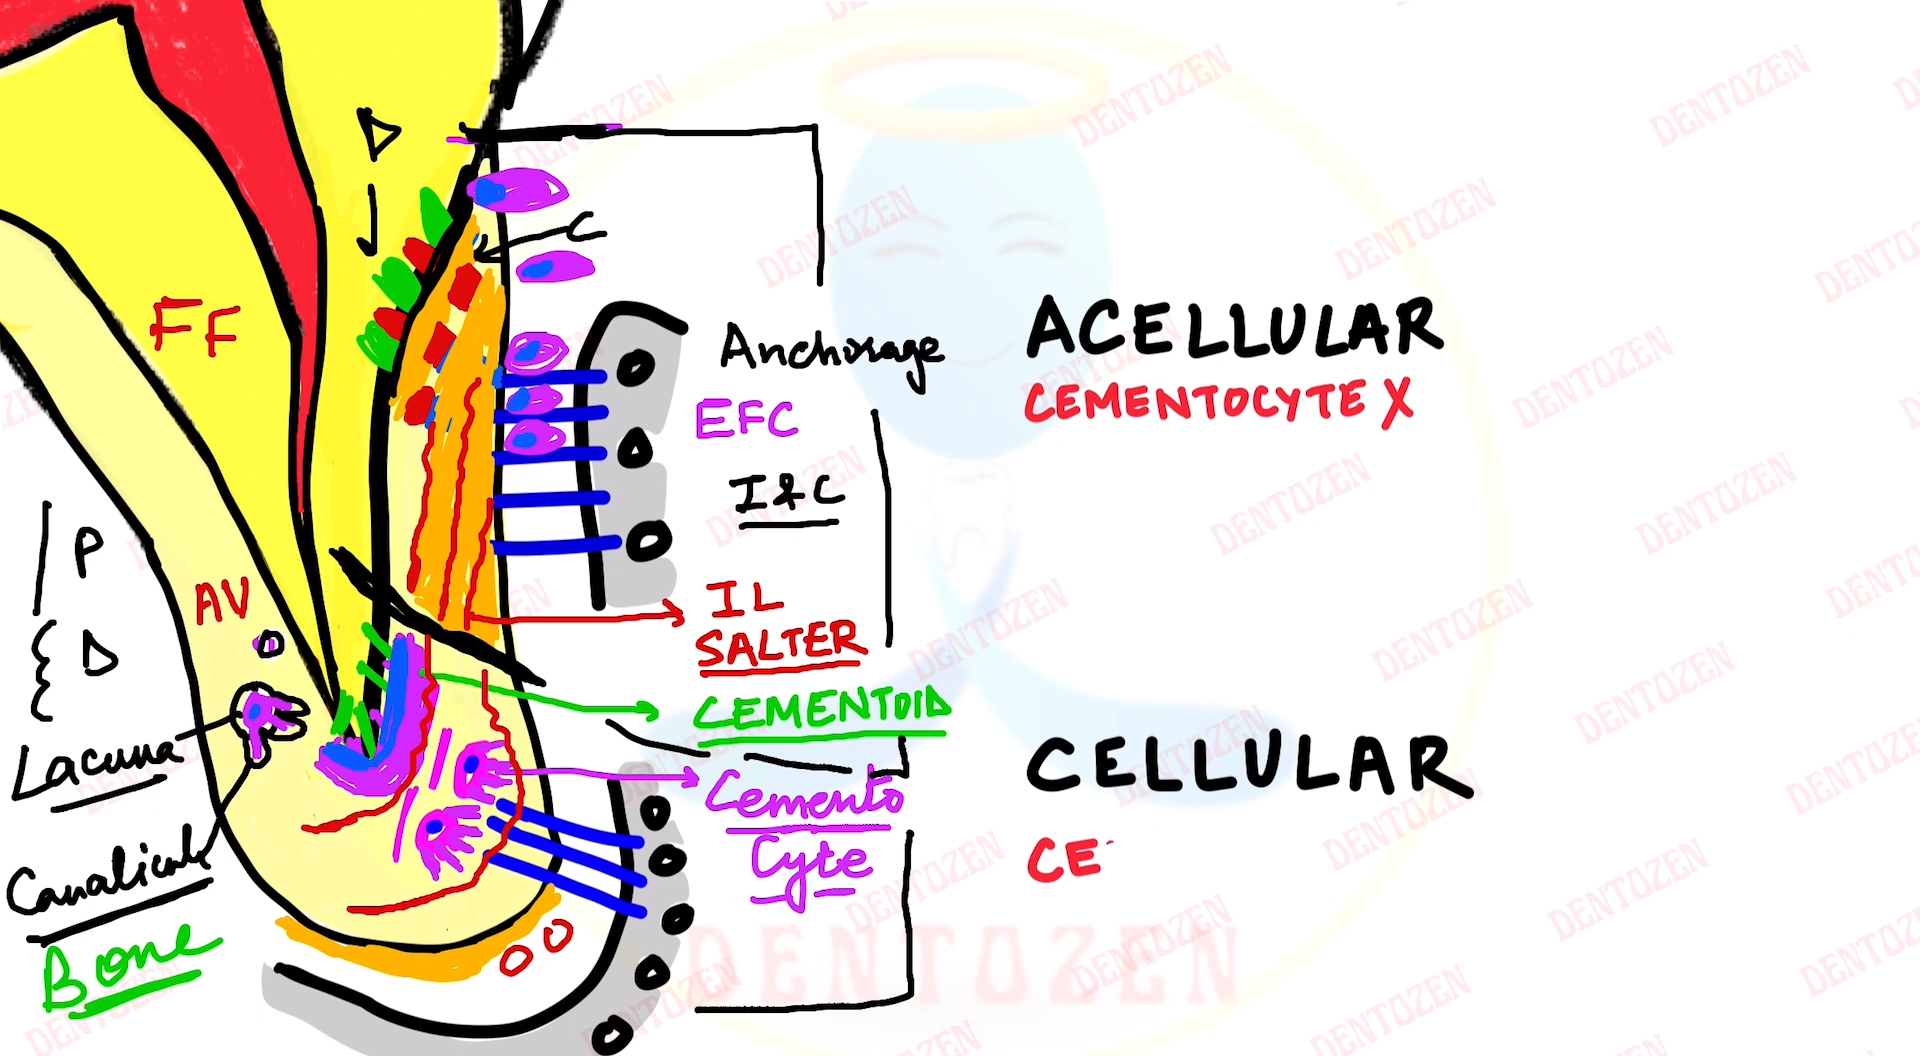 D
J
C
FF
Anchorage
EFC
I&C
ACELLULAR
CEMENTOCYTE X
P
D
AV
IL
SALTER
CEMENTOID
Lacuna
Cemento
Cyte
CELLULAR
CE
Canaliculi
Bone
DENTOZEN